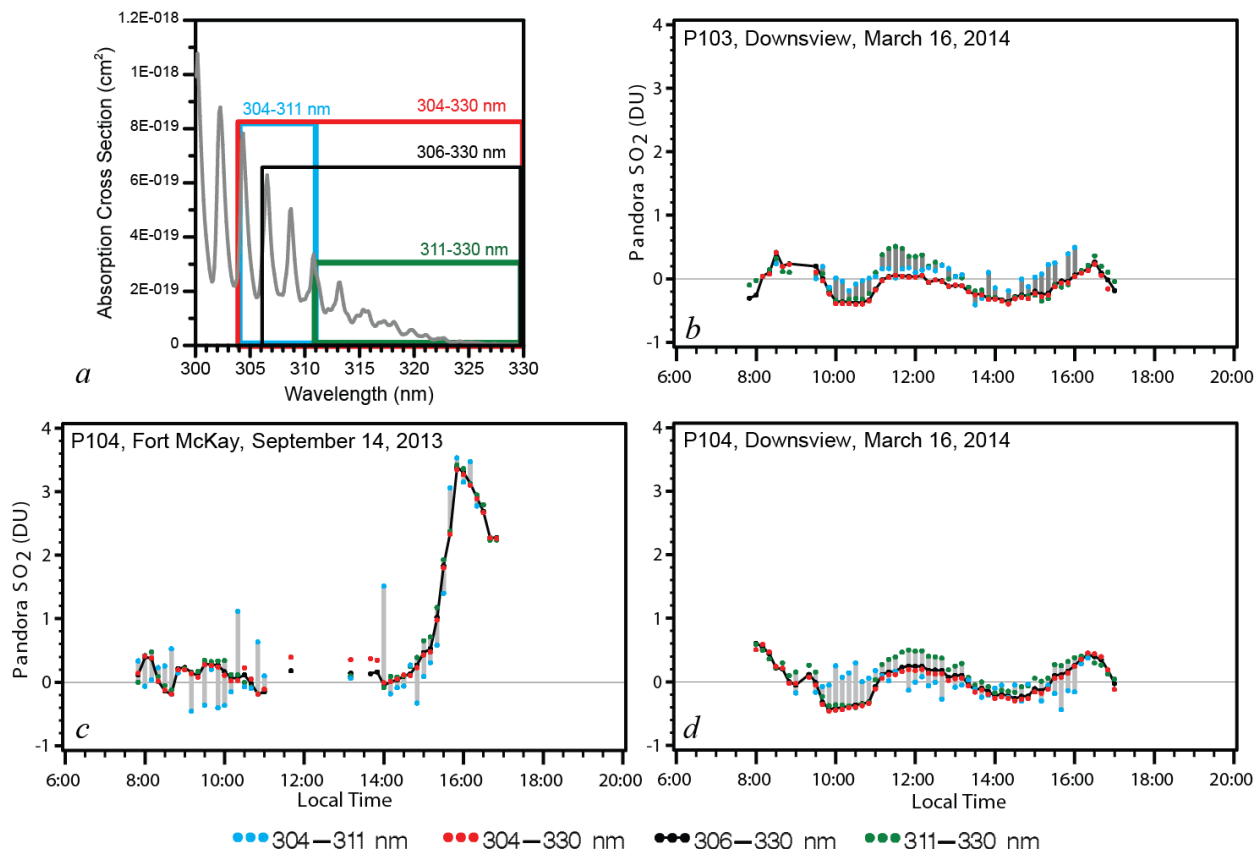 1.2E-018
1E-018
8E-019
6E-019
4E-019
2E-019
0
Absorption Cross Section (cm²)
304-311 nm
304-330 nm
306-330 nm
311-330 nm
300 305 310 315 320 325 330
Wavelength (nm)
a
P103, Downsview, March 16, 2014
4
3
2
1
0
-1
Pandora SO2 (DU)
b
6:00 8:00 10:00 12:00 14:00 16:00 18:00 20:00
P104, Fort McKay, September 14, 2013
4
3
2
1
0
-1
Pandora SO2 (DU)
c
6:00 8:00 10:00 12:00 14:00 16:00 18:00 20:00
Local Time
P104, Downsview, March 16, 2014
4
3
2
1
0
-1
d
6:00 8:00 10:00 12:00 14:00 16:00 18:00 20:00
Local Time
304–311 nm 304–330 nm 306–330 nm 311–330 nm